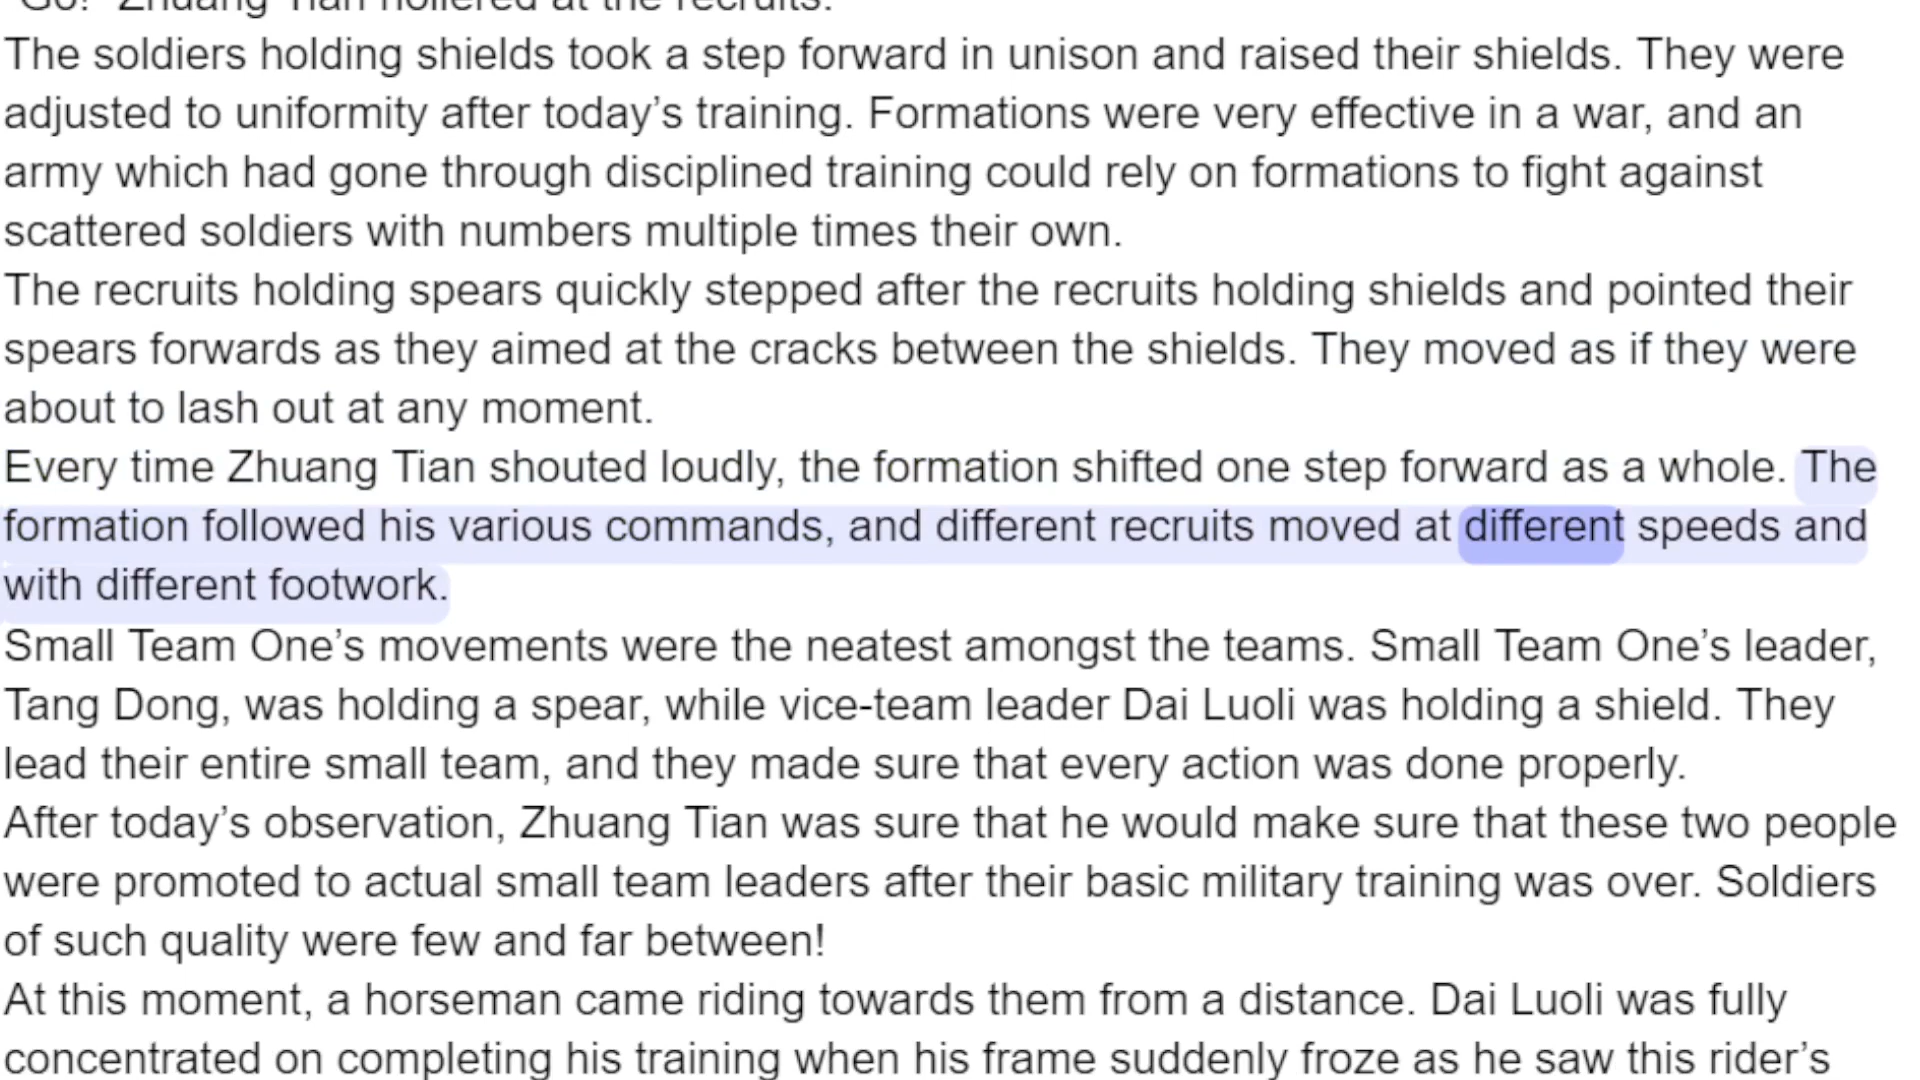 "Go!" Zhuang Tian hollered at the recruits.
The soldiers holding shields took a step forward in unison and raised their shields. They were
adjusted to uniformity after today’s training. Formations were very effective in a war, and an
army which had gone through disciplined training could rely on formations to fight against
scattered soldiers with numbers multiple times their own.
The recruits holding spears quickly stepped after the recruits holding shields and pointed their
spears forwards as they aimed at the cracks between the shields. They moved as if they were
about to lash out at any moment.
Every time Zhuang Tian shouted loudly, the formation shifted one step forward as a whole. The
formation followed his various commands, and different recruits moved at different speeds and
with different footwork.
Small Team One’s movements were the neatest amongst the teams. Small Team One’s leader,
Tang Dong, was holding a spear, while vice-team leader Dai Luoli was holding a shield. They
lead their entire small team, and they made sure that every action was done properly.
After today’s observation, Zhuang Tian was sure that he would make sure that these two people
were promoted to actual small team leaders after their basic military training was over. Soldiers
of such quality were few and far between!
At this moment, a horseman came riding towards them from a distance. Dai Luoli was fully
concentrated on completing his training when his frame suddenly froze as he saw this rider’s